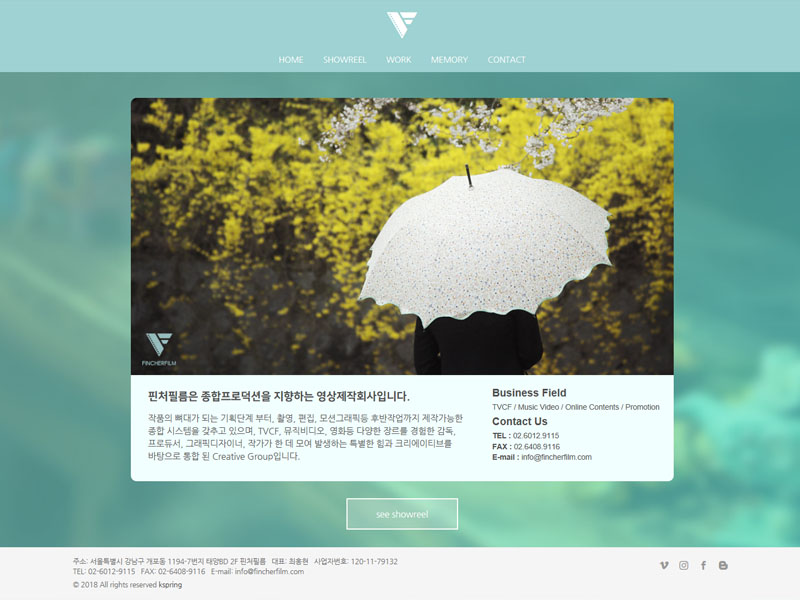 HOME SHOWREEL WORK MEMORY CONTACT
FINCHERFILM
핀처필름은 종합프로덕션을 지향하는 영상제작회사입니다.
작품의 뼈대가 되는 기획단계 부터, 촬영, 편집, 모션그래픽등 후반작업까지 제작가능한
종합 시스템을 갖추고 있으며, TVCF, 뮤직비디오, 영화등 다양한 장르를 경험한 감독,
프로듀서, 그래픽디자이너, 작가가 한 데 모여 발생하는 특별한 힘과 크리에이티브를
바탕으로 통합 된 Creative Group입니다.
Business Field
TVCF / Music Video / Online Contents / Promotion
Contact Us
TEL : 02.6012.9115
FAX : 02.6408.9116
E-mail : info@fincherfilm.com
see showreel
주소: 서울특별시 강남구 개포동 1194-7번지 태양BD 2F 핀처필름 대표: 최홍현 사업자번호: 120-11-79132
TEL: 02-6012-9115 FAX: 02-6408-9116 E-mail: info@fincherfilm.com
© 2018 All rights reserved kspring